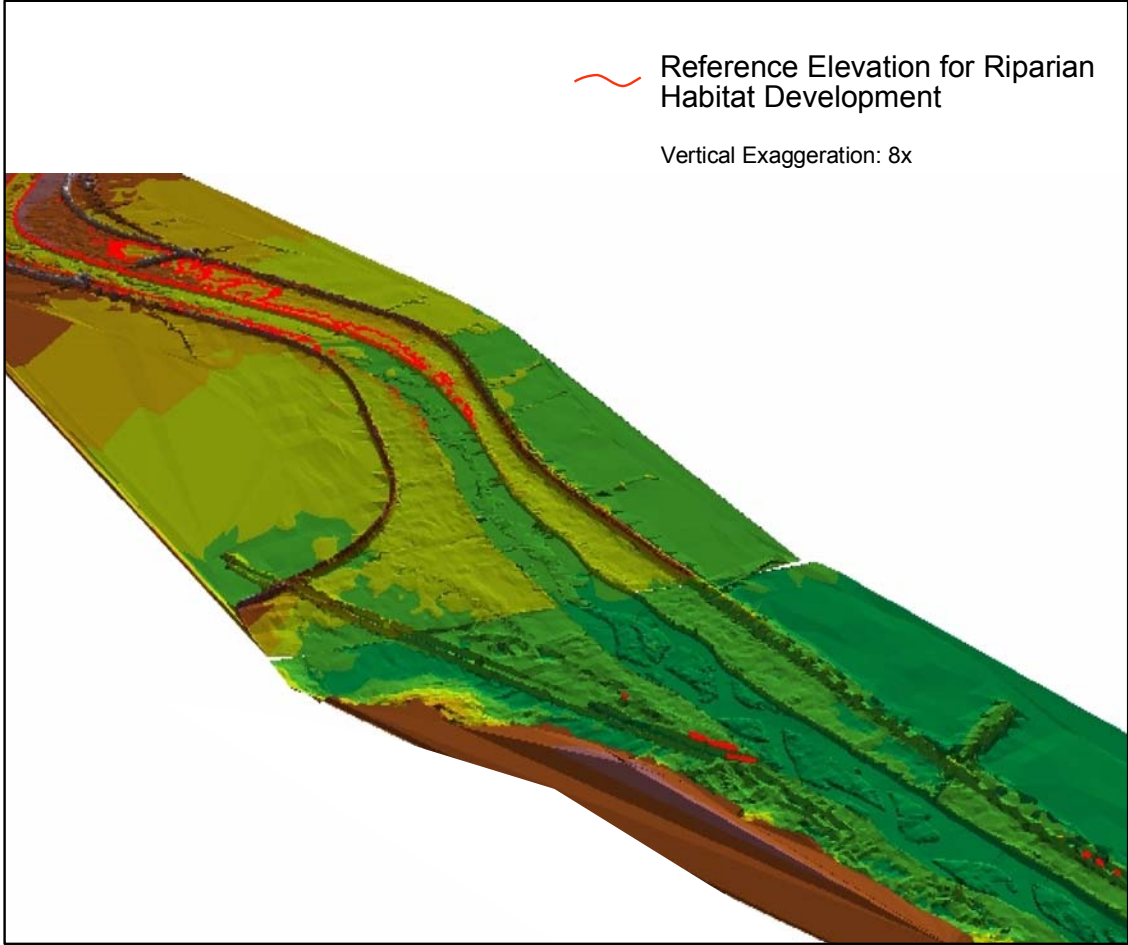 Reference Elevation for Riparian
Habitat Development
Vertical Exaggeration: 8x